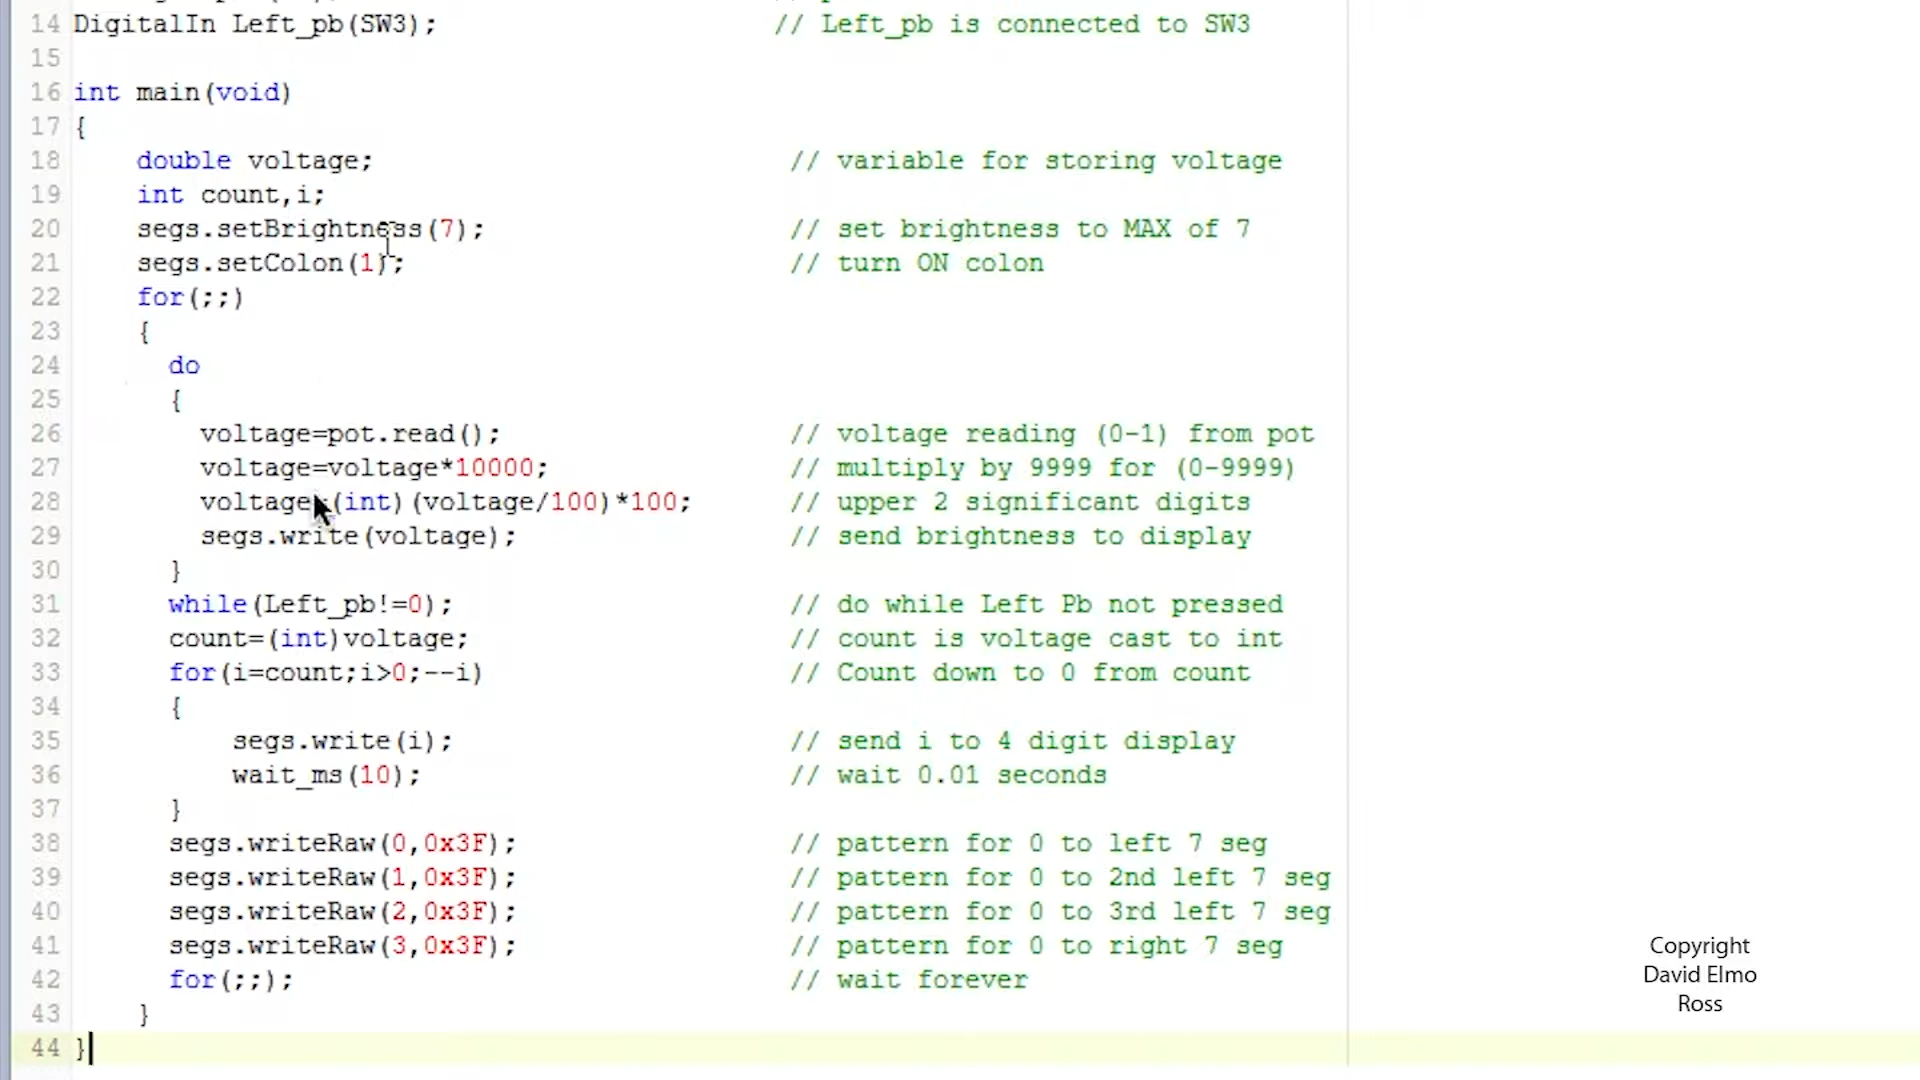 14 DigitalIn Left_pb(SW3); // Left_pb is connected to SW3
15
16 int main(void)
17 {
18 double voltage; // variable for storing voltage
19 int count,i;
20 segs.setBrightness(7); // set brightness to MAX of 7
21 segs.setColon(1); // turn ON colon
22 for(;;)
23 {
24 do
25 {
26 voltage=pot.read(); // voltage reading (0-1) from pot
27 voltage=voltage*10000; // multiply by 9999 for (0-9999)
28 voltage=(int)(voltage/100)*100; // upper 2 significant digits
29 segs.write(voltage); // send brightness to display
30 }
31 while(Left_pb!=0); // do while Left Pb not pressed
32 count=(int)voltage; // count is voltage cast to int
33 for(i=count;i>0;--i) // Count down to 0 from count
34 {
35 segs.write(i); // send i to 4 digit display
36 wait_ms(10); // wait 0.01 seconds
37 }
38 segs.writeRaw(0,0x3F); // pattern for 0 to left 7 seg
39 segs.writeRaw(1,0x3F); // pattern for 0 to 2nd left 7 seg
40 segs.writeRaw(2,0x3F); // pattern for 0 to 3rd left 7 seg
41 segs.writeRaw(3,0x3F); // pattern for 0 to right 7 seg
42 for(;;); // wait forever
43 }
44 }
Copyright
David Elmo
Ross